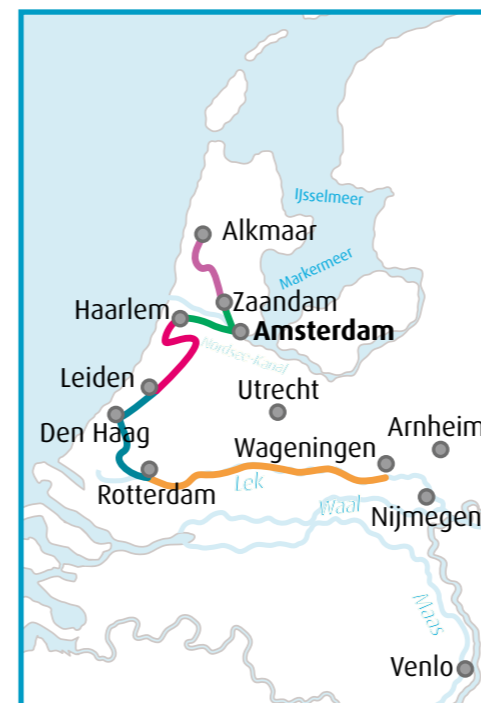 IJsselmeer
Alkmaar
Markermeer
Zaandam
Haarlem
Amsterdam
Nordsee-Kanal
Leiden
Utrecht
Den Haag
Arnheim
Wageningen
Rotterdam
Lek
Waal
Nijmegen
Maas
Venlo